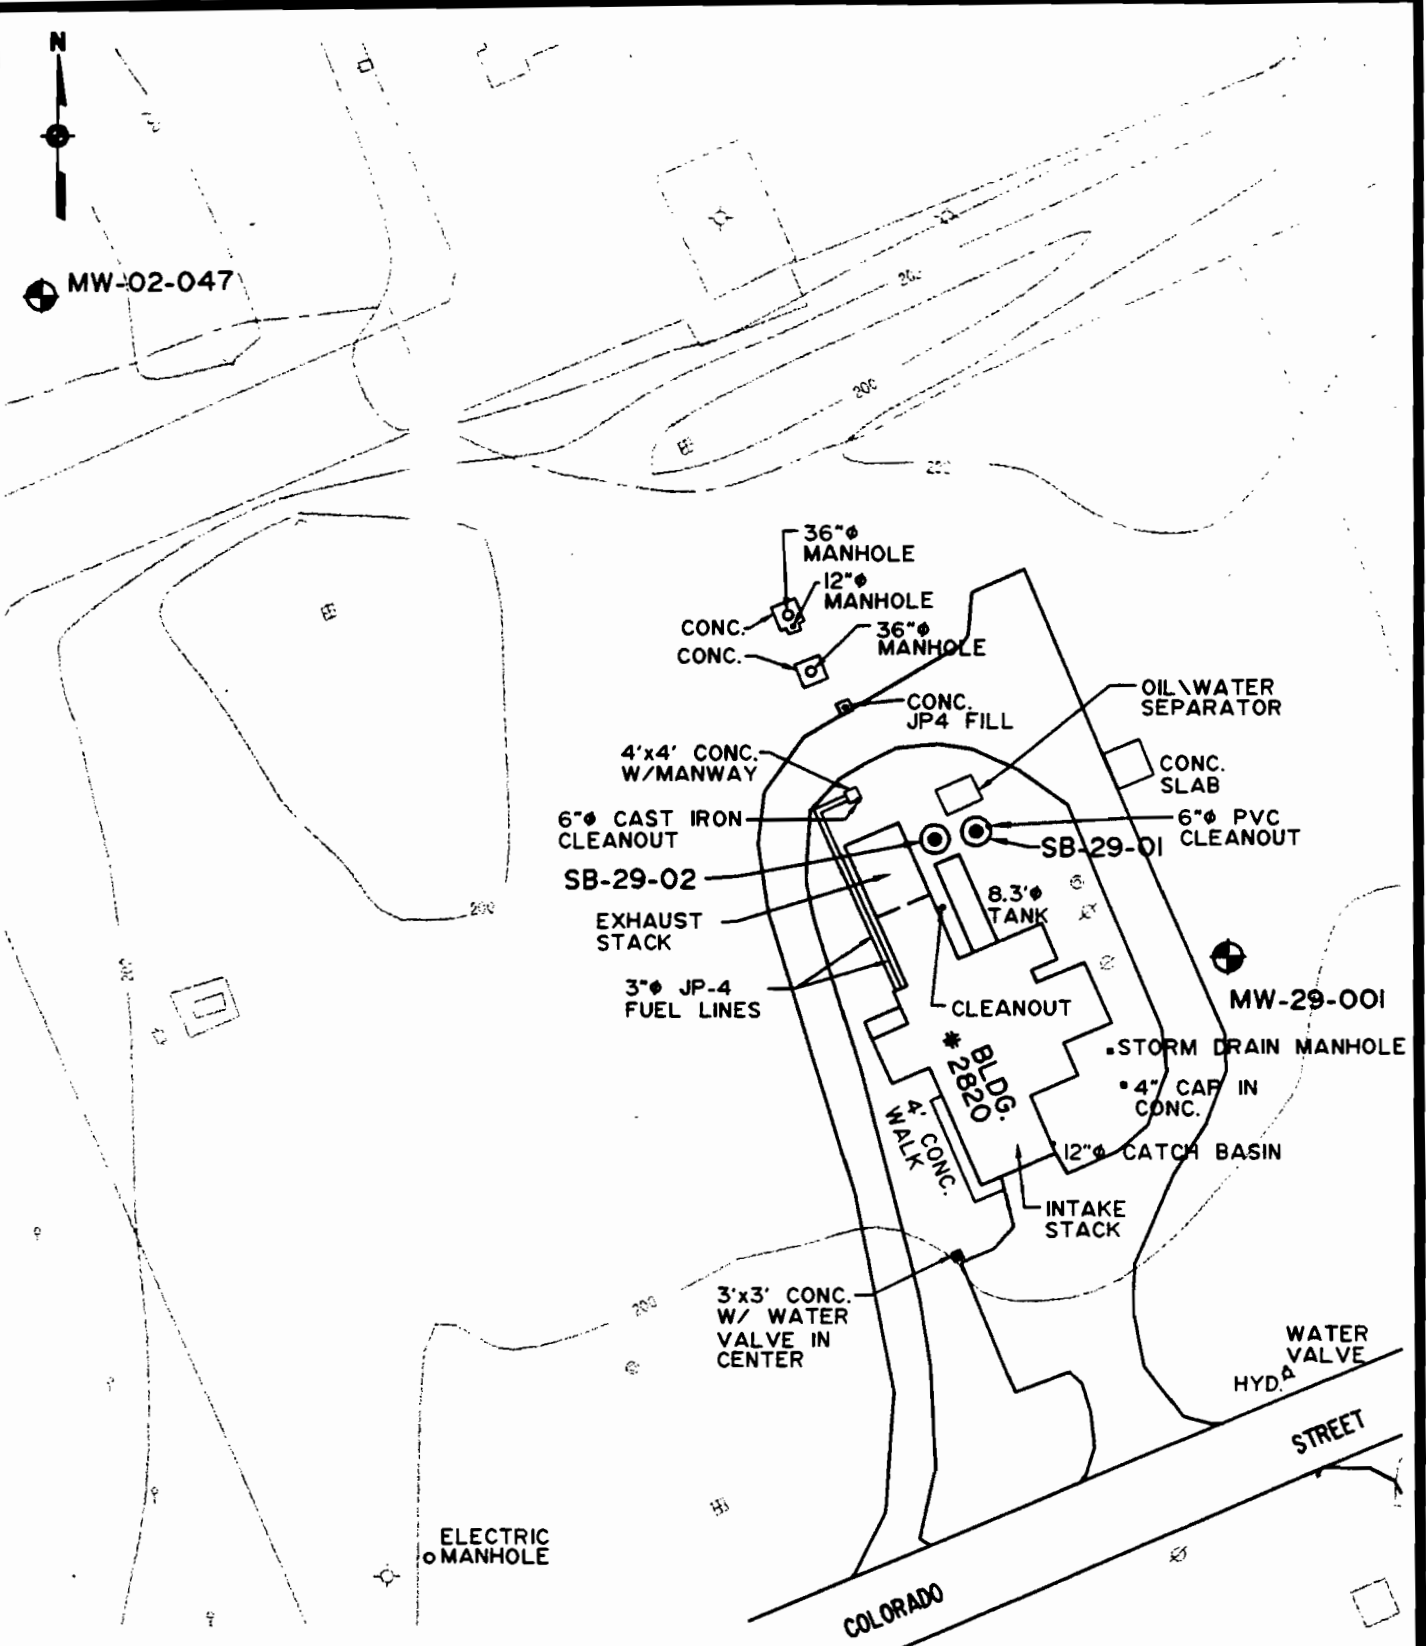 N
MW-02-047
200
200
200
36"ø
MANHOLE
12"ø
MANHOLE
CONC.
36"ø
MANHOLE
CONC.
OIL\WATER
SEPARATOR
CONC.
JP4 FILL
4'x4' CONC.
W/MANWAY
CONC.
SLAB
6"ø CAST IRON
CLEANOUT
6"ø PVC
CLEANOUT
SB-29-01
SB-29-02
8.3'ø
TANK
EXHAUST
STACK
200
200
3"ø JP-4
FUEL LINES
CLEANOUT
MW-29-001
BLDG.
* 2820
STORM DRAIN MANHOLE
4" CAP IN
CONC.
4' CONC.
WALK
12"ø CATCH BASIN
INTAKE
STACK
3'x3' CONC.
W/ WATER
VALVE IN
CENTER
200
WATER
VALVE
HYD.
COLORADO STREET
ELECTRIC
MANHOLE